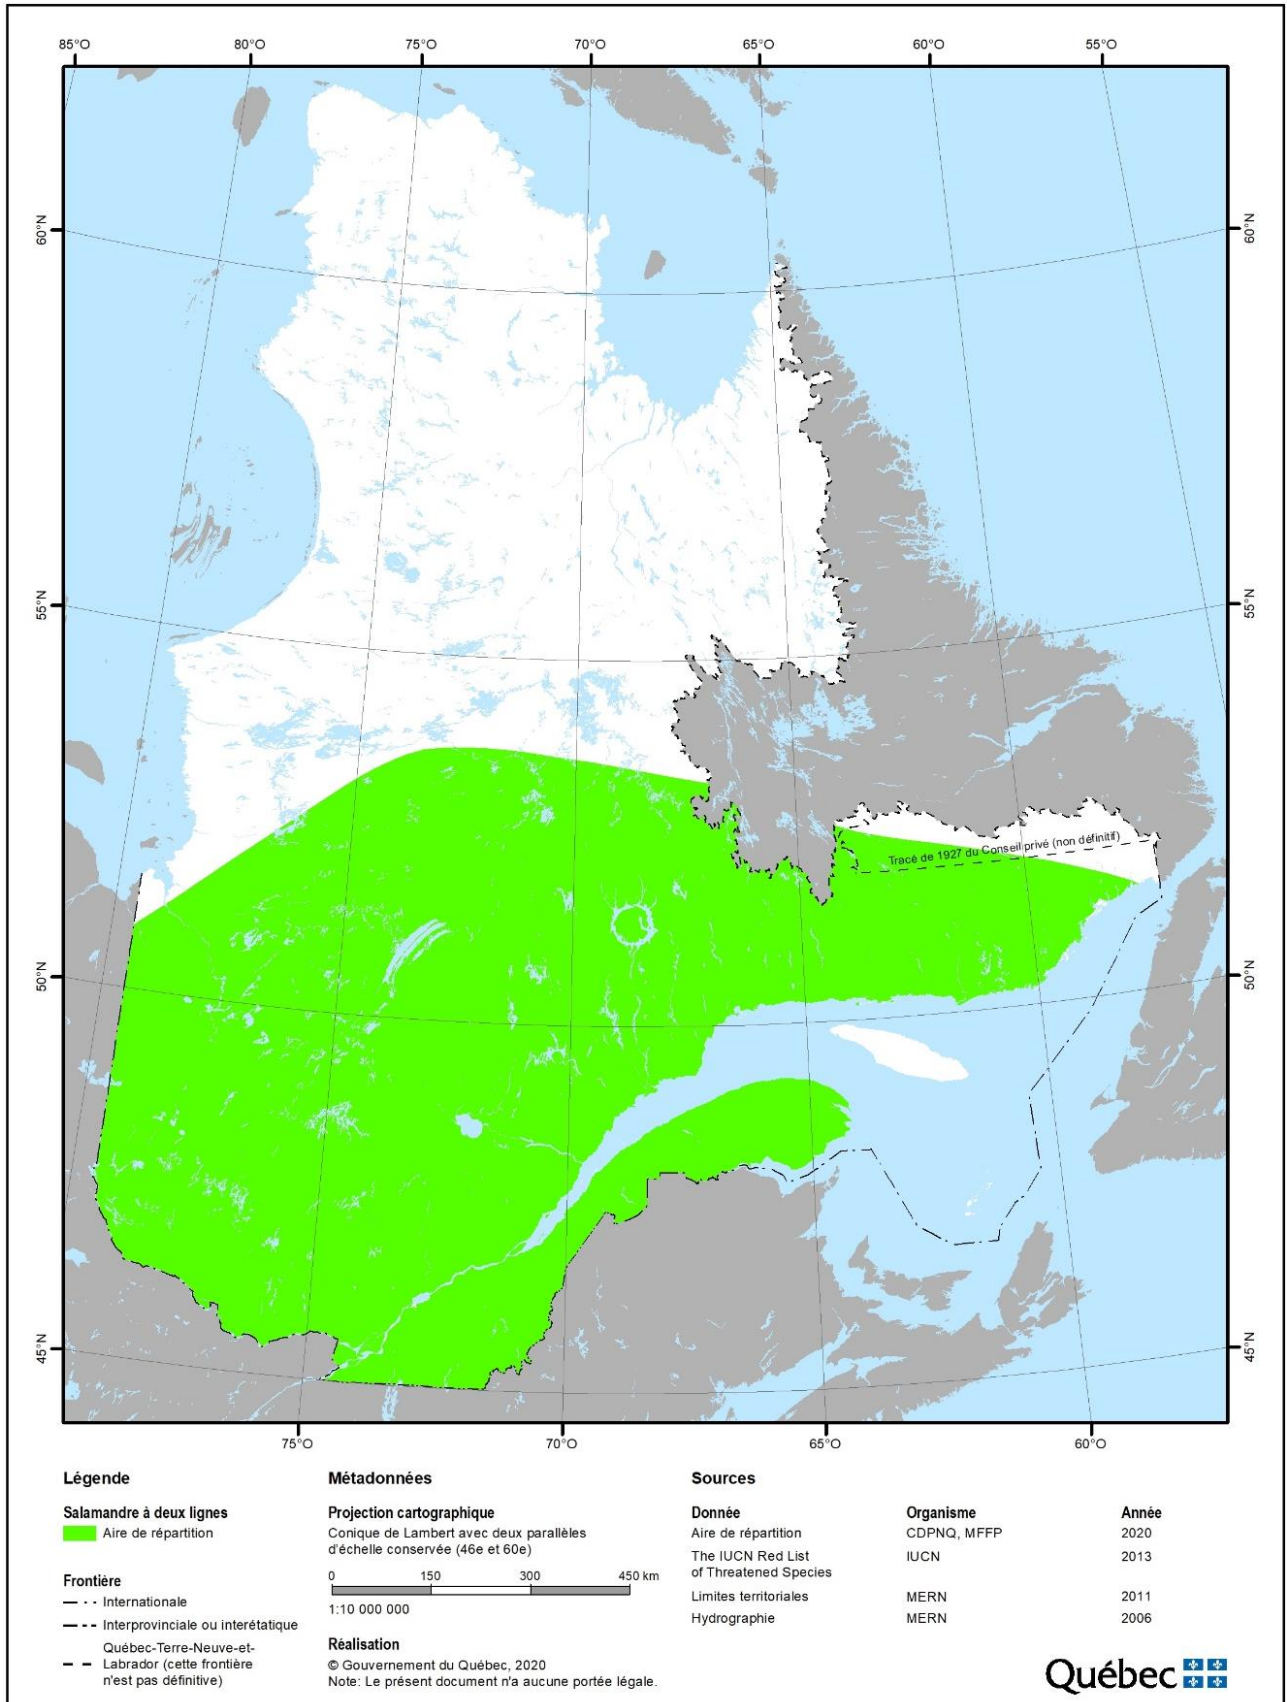 85°O 80°O 75°O 70°O 65°O 60°O 55°O
60°N 60°N
55°N 55°N
Tracé de 1927 du Conseil privé (non définitif)
50°N 50°N
45°N 45°N
75°O 70°O 65°O 60°O
Légende
Salamandre à deux lignes
Aire de répartition
Frontière
Internationale
Interprovinciale ou interétatique
Québec-Terre-Neuve-et-
Labrador (cette frontière
n'est pas définitive)
Métadonnées
Projection cartographique
Conique de Lambert avec deux parallèles
d'échelle conservée (46e et 60e)
0 150 300 450 km
1:10 000 000
Réalisation
© Gouvernement du Québec, 2020
Note: Le présent document n'a aucune portée légale.
Sources
Donnée Organisme Année
Aire de répartition CDPNQ, MFFP 2020
The IUCN Red List IUCN 2013
of Threatened Species
Limites territoriales MERN 2011
Hydrographie MERN 2006
Québec